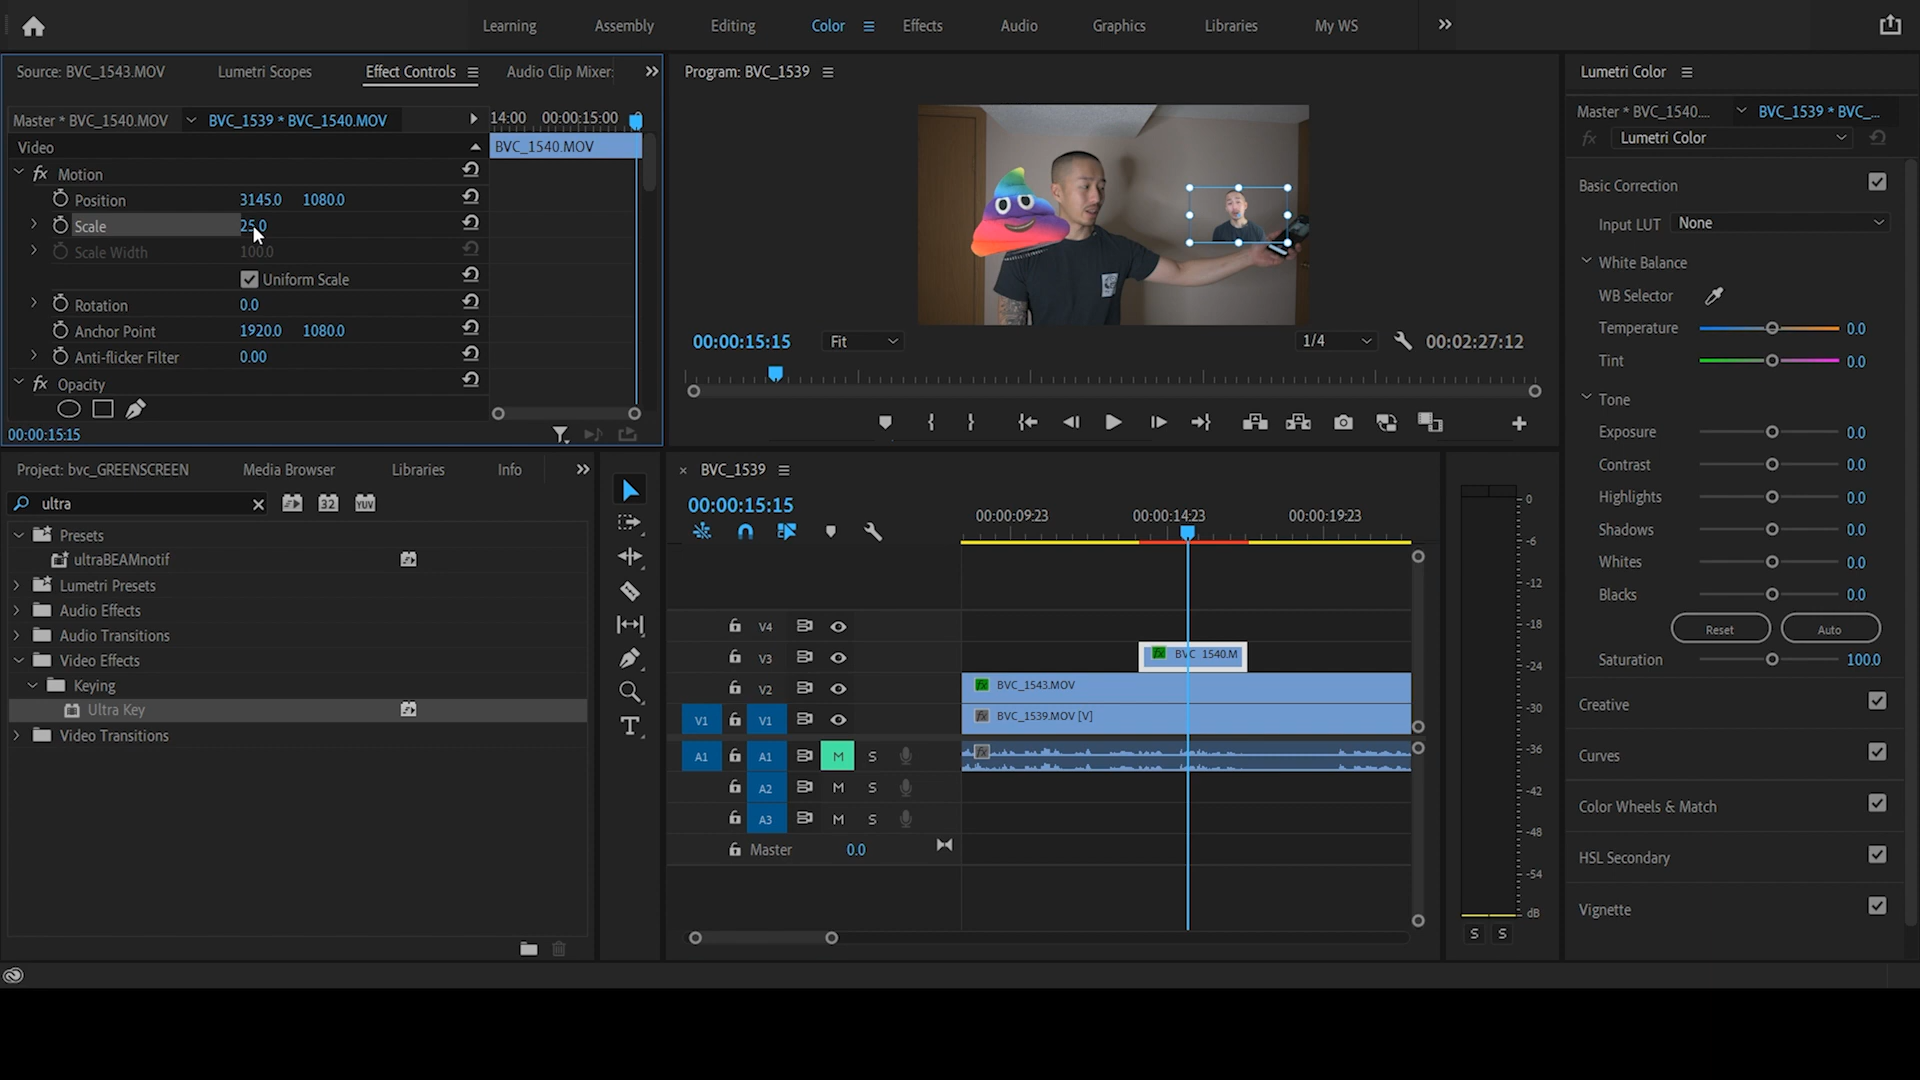 Learning Assembly Editing Color Effects Audio Graphics Libraries My WS
Source: BVC_1543.MOV Lumetri Scopes Effect Controls Audio Clip Mixer:
Master * BVC_1540.MOV BVC_1539 * BVC_1540.MOV
14:00 00:00:15:00
Video
BVC_1540.MOV
fx Motion
Position 3145.0 1080.0
Scale 25.0
Scale Width 100.0
Uniform Scale
Rotation 0.0
Anchor Point 1920.0 1080.0
Anti-flicker Filter 0.00
fx Opacity
00:00:15:15
Program: BVC_1539
00:00:15:15 Fit 1/4 00:02:27:12
Lumetri Color
Master * BVC_1540.... BVC_1539 * BVC_...
fx Lumetri Color
Basic Correction
Input LUT None
White Balance
WB Selector
Temperature 0.0
Tint 0.0
Tone
Exposure 0.0
Contrast 0.0
Highlights 0.0
Shadows 0.0
Whites 0.0
Blacks 0.0
Reset Auto
Saturation 100.0
Creative
Curves
Color Wheels & Match
HSL Secondary
Vignette
Project: bvc_GREENSCREEN Media Browser Libraries Info
ultra 32 YUV
Presets
ultraBEAMnotif
Lumetri Presets
Audio Effects
Audio Transitions
Video Effects
Keying
Ultra Key
Video Transitions
× BVC_1539
00:00:15:15
00:00:09:23 00:00:14:23 00:00:19:23
V4
V3 fx BVC_1540.M
V2 fx BVC_1543.MOV
V1 V1 fx BVC_1539.MOV [V]
A1 A1 M S fx
A2 M S
A3 M S
Master 0.0
0
-6
-12
-18
-24
-30
-36
-42
-48
-54
dB
S S